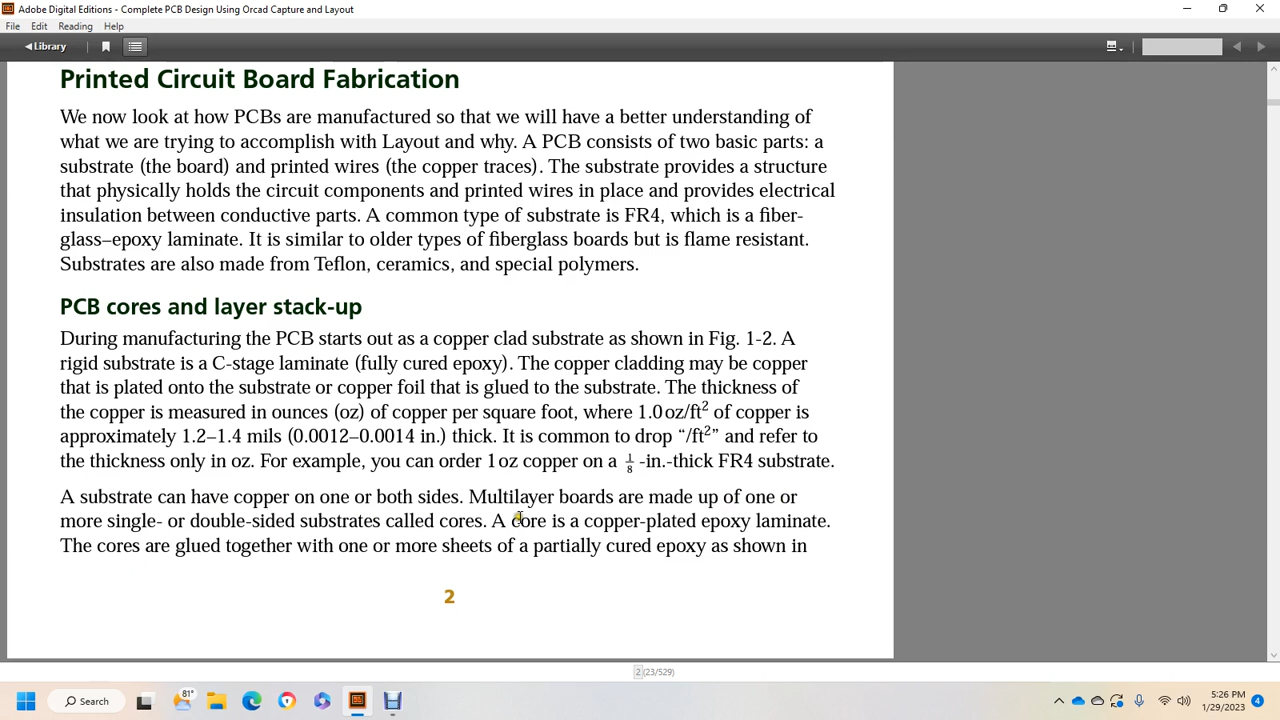 Adobe Digital Editions - Complete PCB Design Using Orcad Capture and Layout
File Edit Reading Help
Library
Printed Circuit Board Fabrication
We now look at how PCBs are manufactured so that we will have a better understanding of
what we are trying to accomplish with Layout and why. A PCB consists of two basic parts: a
substrate (the board) and printed wires (the copper traces). The substrate provides a structure
that physically holds the circuit components and printed wires in place and provides electrical
insulation between conductive parts. A common type of substrate is FR4, which is a fiber-
glass–epoxy laminate. It is similar to older types of fiberglass boards but is flame resistant.
Substrates are also made from Teflon, ceramics, and special polymers.
PCB cores and layer stack-up
During manufacturing the PCB starts out as a copper clad substrate as shown in Fig. 1-2. A
rigid substrate is a C-stage laminate (fully cured epoxy). The copper cladding may be copper
that is plated onto the substrate or copper foil that is glued to the substrate. The thickness of
the copper is measured in ounces (oz) of copper per square foot, where 1.0 oz/ft² of copper is
approximately 1.2–1.4 mils (0.0012–0.0014 in.) thick. It is common to drop “/ft²” and refer to
the thickness only in oz. For example, you can order 1 oz copper on a 1/8 -in.-thick FR4 substrate.
A substrate can have copper on one or both sides. Multilayer boards are made up of one or
more single- or double-sided substrates called cores. A core is a copper-plated epoxy laminate.
The cores are glued together with one or more sheets of a partially cured epoxy as shown in
2
2 (23/529)
81°
Search
5:26 PM
1/29/2023
4